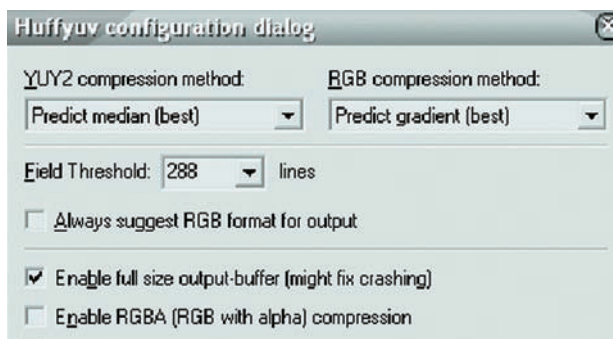 Huffyuv configuration dialog
YUY2 compression method: RGB compression method:
Predict median (best) Predict gradient (best)
Field Threshold: 288 lines
Always suggest RGB format for output
Enable full size output-buffer (might fix crashing)
Enable RGBA (RGB with alpha) compression